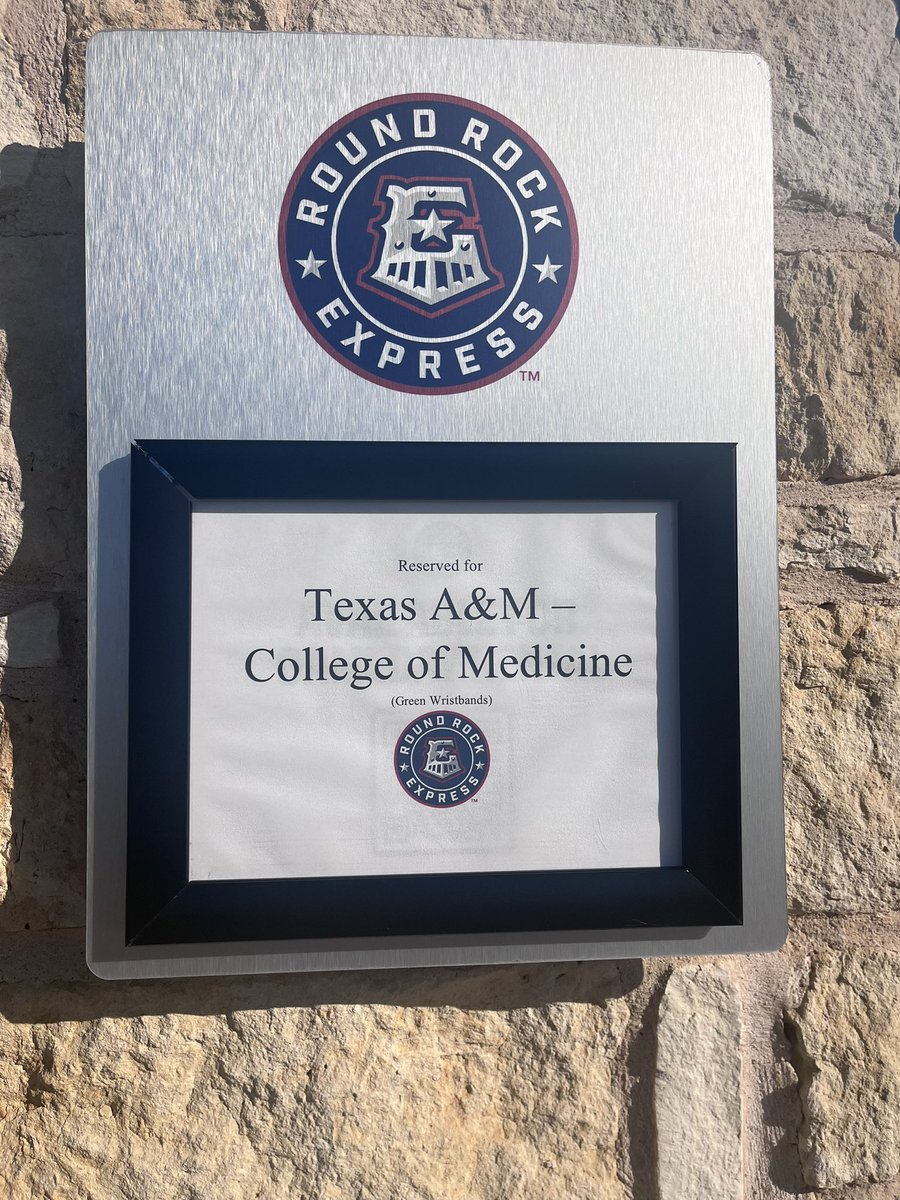 ROUND ROCK
EXPRESS
TM
Reserved for
Texas A&M –
College of Medicine
(Green Wristbands)
ROUND ROCK
EXPRESS
TM